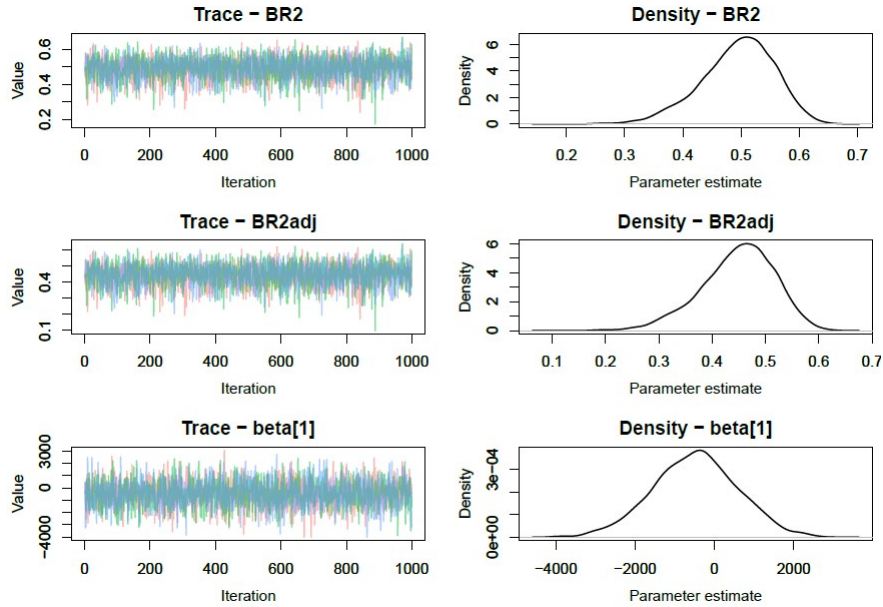 Trace − BR2
Density − BR2
Value
0.2 0.4 0.6
0 200 400 600 800 1000
Iteration
Density
0 2 4 6
0.2 0.3 0.4 0.5 0.6 0.7
Parameter estimate
Trace − BR2adj
Density − BR2adj
Value
0.1 0.4
0 200 400 600 800 1000
Iteration
Density
0 2 4 6
0.1 0.2 0.3 0.4 0.5 0.6 0.7
Parameter estimate
Trace − beta[1]
Density − beta[1]
Value
−4000 0 3000
0 200 400 600 800 1000
Iteration
Density
0e+00 3e−04
−4000 −2000 0 2000
Parameter estimate